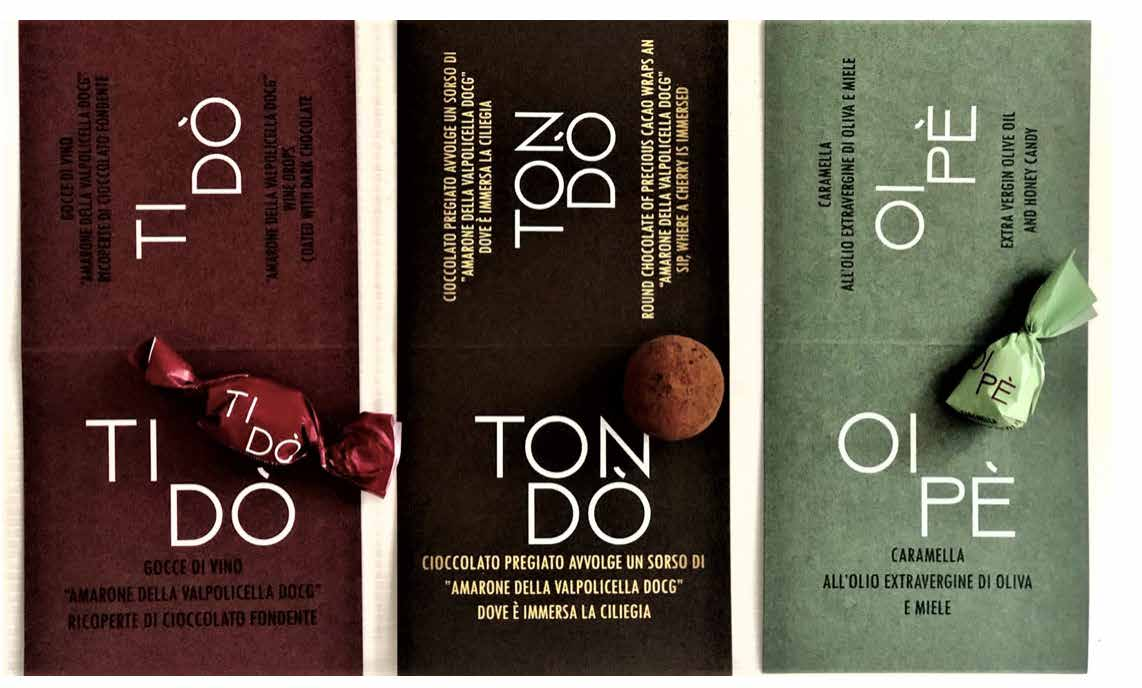 GOCCE DI VINO
"AMARONE DELLA VALPOLICELLA DOCG"
RICOPERTE DI CIOCCOLATO FONDENTE
TI
DÒ
"AMARONE DELLA VALPOLICELLA DOCG"
WINE DROPS
COATED WITH DARK CHOCOLATE
TI
DÒ
TI
DÒ
GOCCE DI VINO
"AMARONE DELLA VALPOLICELLA DOCG"
RICOPERTE DI CIOCCOLATO FONDENTE
CIOCCOLATO PREGIATO AVVOLGE UN SORSO DI
"AMARONE DELLA VALPOLICELLA DOCG"
DOVE È IMMERSA LA CILIEGIA
TON
DÒ
ROUND CHOCOLATE OF PRECIOUS CACAO WRAPS AN
"AMARONE DELLA VALPOLICELLA DOCG"
SIP, WHERE A CHERRY IS IMMERSED
TON
DÒ
CIOCCOLATO PREGIATO AVVOLGE UN SORSO DI
"AMARONE DELLA VALPOLICELLA DOCG"
DOVE È IMMERSA LA CILIEGIA
CARAMELLA
ALL'OLIO EXTRAVERGINE DI OLIVA E MIELE
OI
PÈ
EXTRA VERGIN OLIVE OIL
AND HONEY CANDY
OI
PÈ
OI
PÈ
CARAMELLA
ALL'OLIO EXTRAVERGINE DI OLIVA
E MIELE